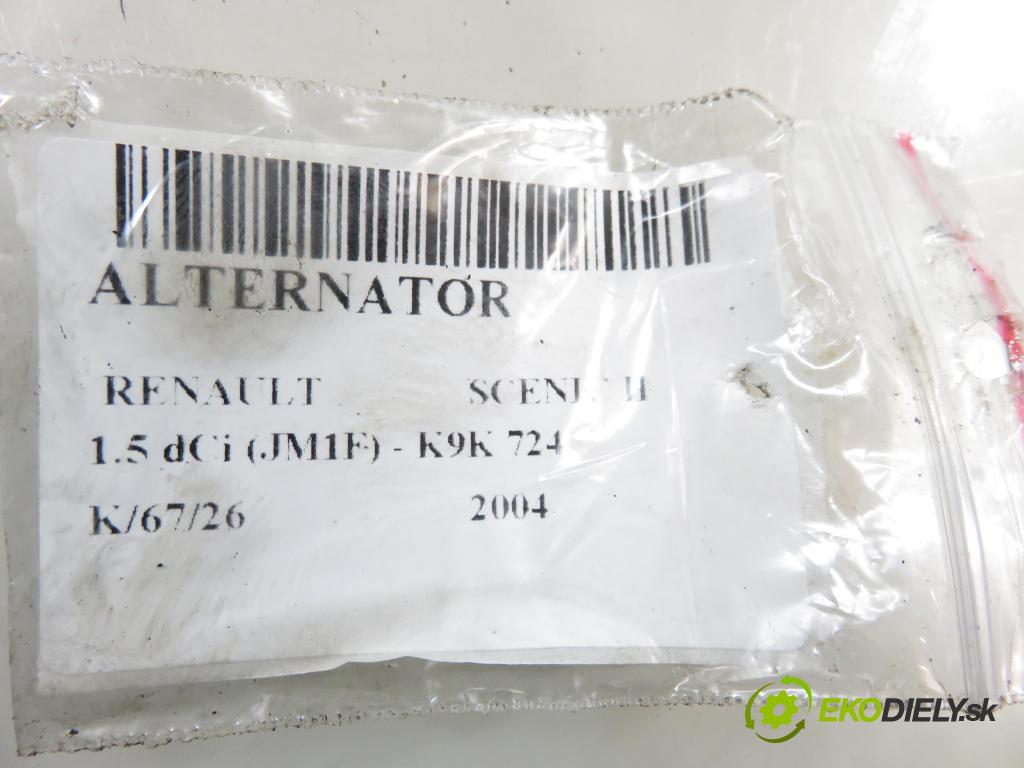 ALTERNATOR
RENAULT SCENIC II
1.5 dCi (JM1F) - K9K 724
K/67/26 2004
EKODIELY.sk